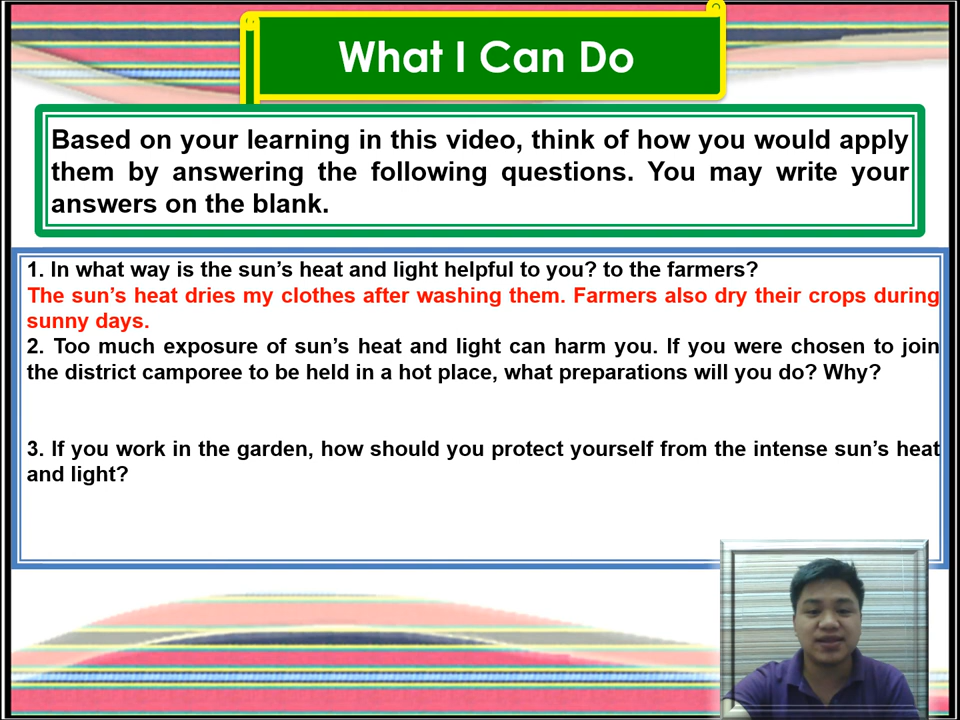 What I Can Do
Based on your learning in this video, think of how you would apply
them by answering the following questions. You may write your
answers on the blank.
1. In what way is the sun’s heat and light helpful to you? to the farmers?
The sun’s heat dries my clothes after washing them. Farmers also dry their crops during
sunny days.
2. Too much exposure of sun’s heat and light can harm you. If you were chosen to join
the district camporee to be held in a hot place, what preparations will you do? Why?
3. If you work in the garden, how should you protect yourself from the intense sun’s heat
and light?